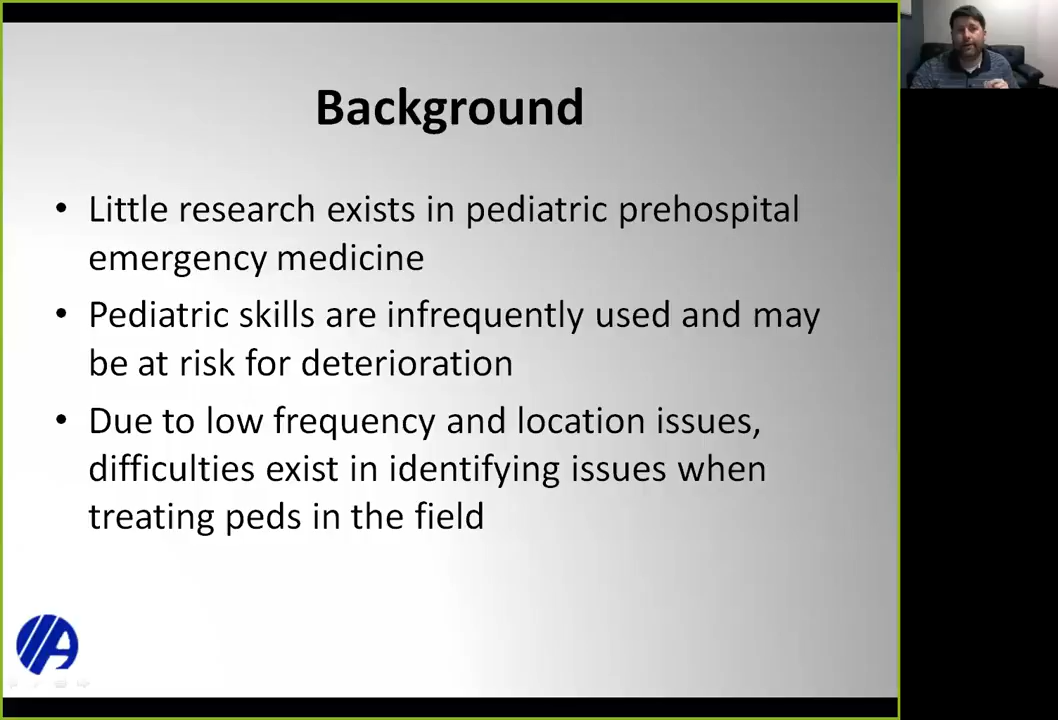 Background
• Little research exists in pediatric prehospital
emergency medicine
• Pediatric skills are infrequently used and may
be at risk for deterioration
• Due to low frequency and location issues,
difficulties exist in identifying issues when
treating peds in the field